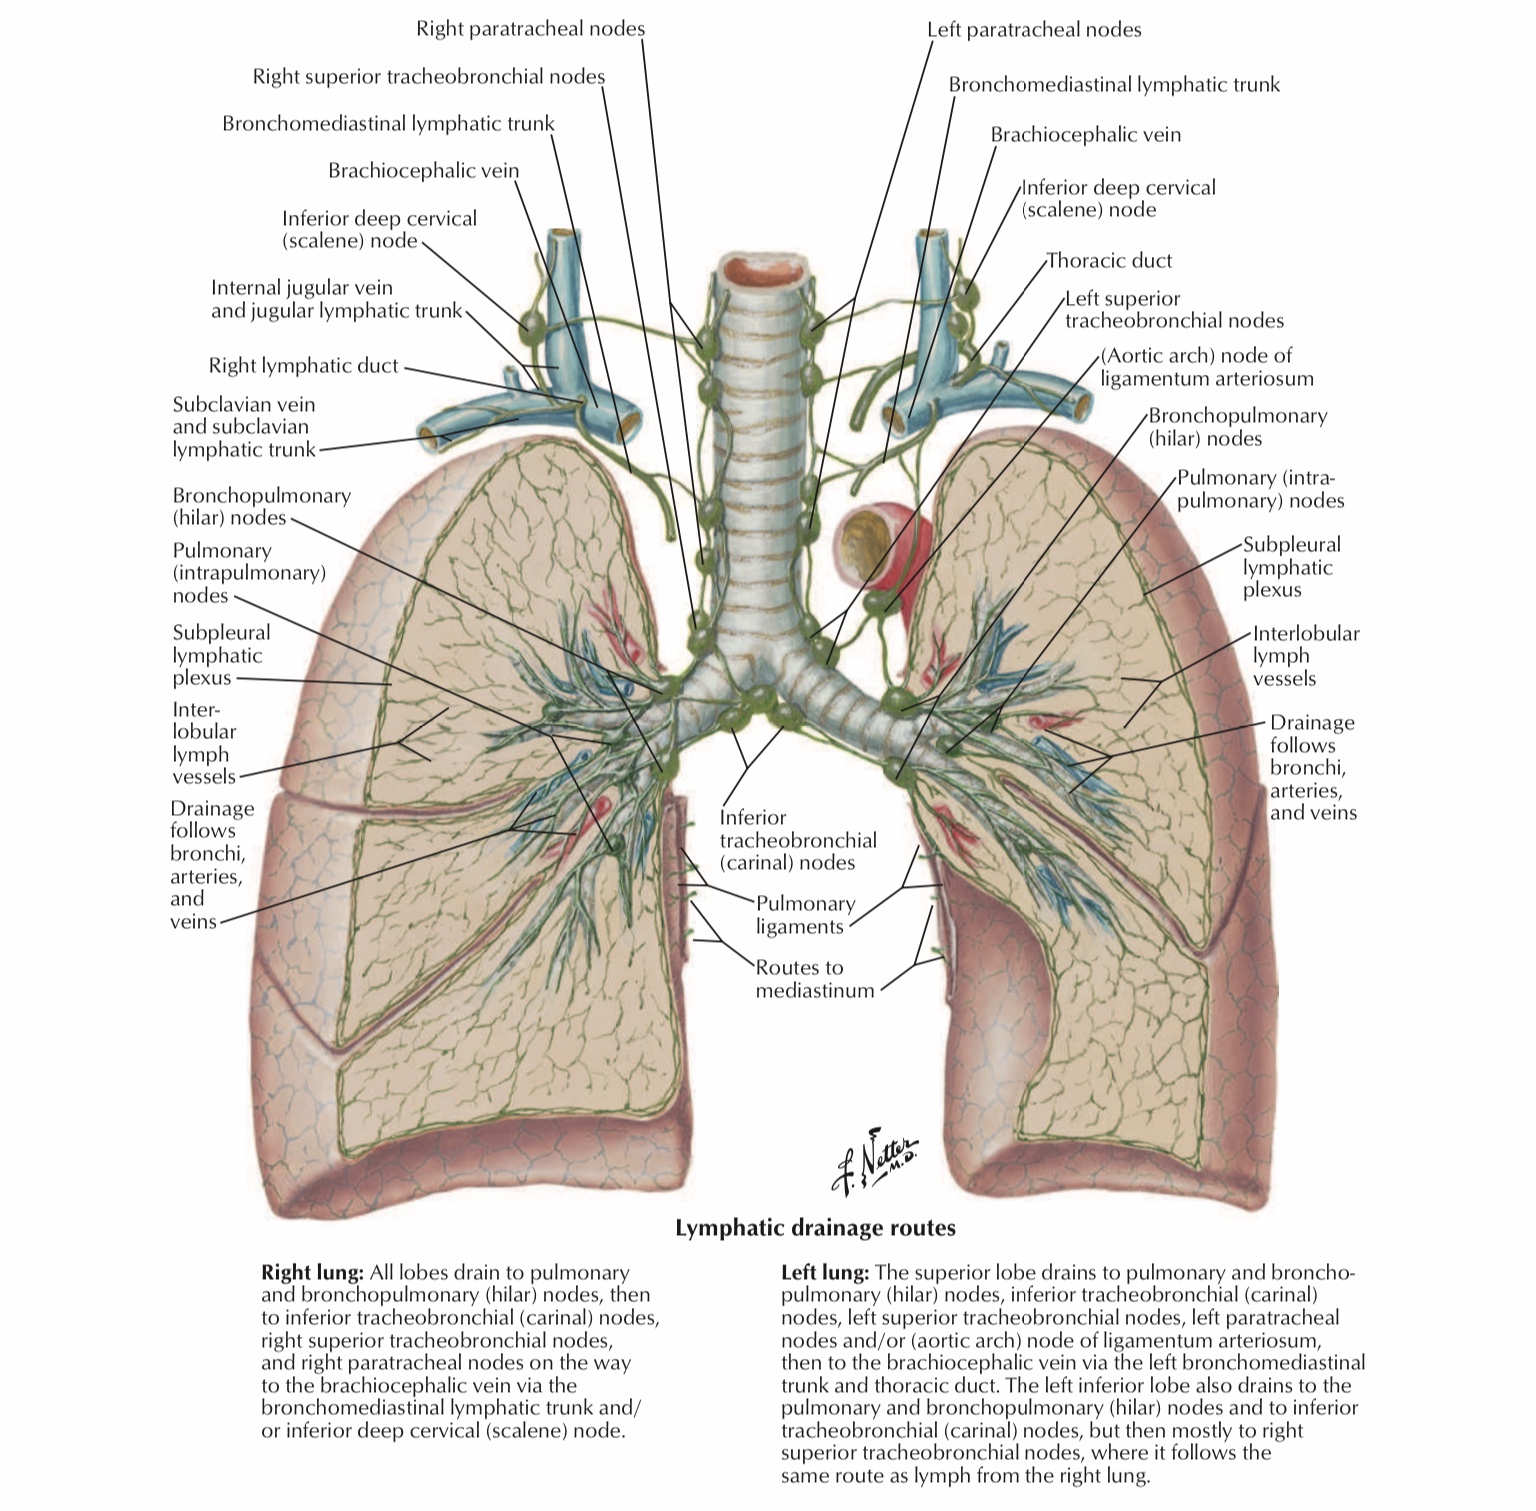 Right paratracheal nodes
Right superior tracheobronchial nodes
Bronchomediastinal lymphatic trunk
Brachiocephalic vein
Inferior deep cervical
(scalene) node
Internal jugular vein
and jugular lymphatic trunk
Right lymphatic duct
Subclavian vein
and subclavian
lymphatic trunk
Bronchopulmonary
(hilar) nodes
Pulmonary
(intrapulmonary)
nodes
Subpleural
lymphatic
plexus
Inter-
lobular
lymph
vessels
Drainage
follows
bronchi,
arteries,
and
veins
Left paratracheal nodes
Bronchomediastinal lymphatic trunk
Brachiocephalic vein
Inferior deep cervical
(scalene) node
Thoracic duct
Left superior
tracheobronchial nodes
(Aortic arch) node of
ligamentum arteriosum
Bronchopulmonary
(hilar) nodes
Pulmonary (intra-
pulmonary) nodes
Subpleural
lymphatic
plexus
Interlobular
lymph
vessels
Drainage
follows
bronchi,
arteries,
and veins
Inferior
tracheobronchial
(carinal) nodes
Pulmonary
ligaments
Routes to
mediastinum
F. Netter
M.D.
Lymphatic drainage routes
Right lung: All lobes drain to pulmonary
and bronchopulmonary (hilar) nodes, then
to inferior tracheobronchial (carinal) nodes,
right superior tracheobronchial nodes,
and right paratracheal nodes on the way
to the brachiocephalic vein via the
bronchomediastinal lymphatic trunk and/
or inferior deep cervical (scalene) node.
Left lung: The superior lobe drains to pulmonary and broncho-
pulmonary (hilar) nodes, inferior tracheobronchial (carinal)
nodes, left superior tracheobronchial nodes, left paratracheal
nodes and/or (aortic arch) node of ligamentum arteriosum,
then to the brachiocephalic vein via the left bronchomediastinal
trunk and thoracic duct. The left inferior lobe also drains to the
pulmonary and bronchopulmonary (hilar) nodes and to inferior
tracheobronchial (carinal) nodes, but then mostly to right
superior tracheobronchial nodes, where it follows the
same route as lymph from the right lung.